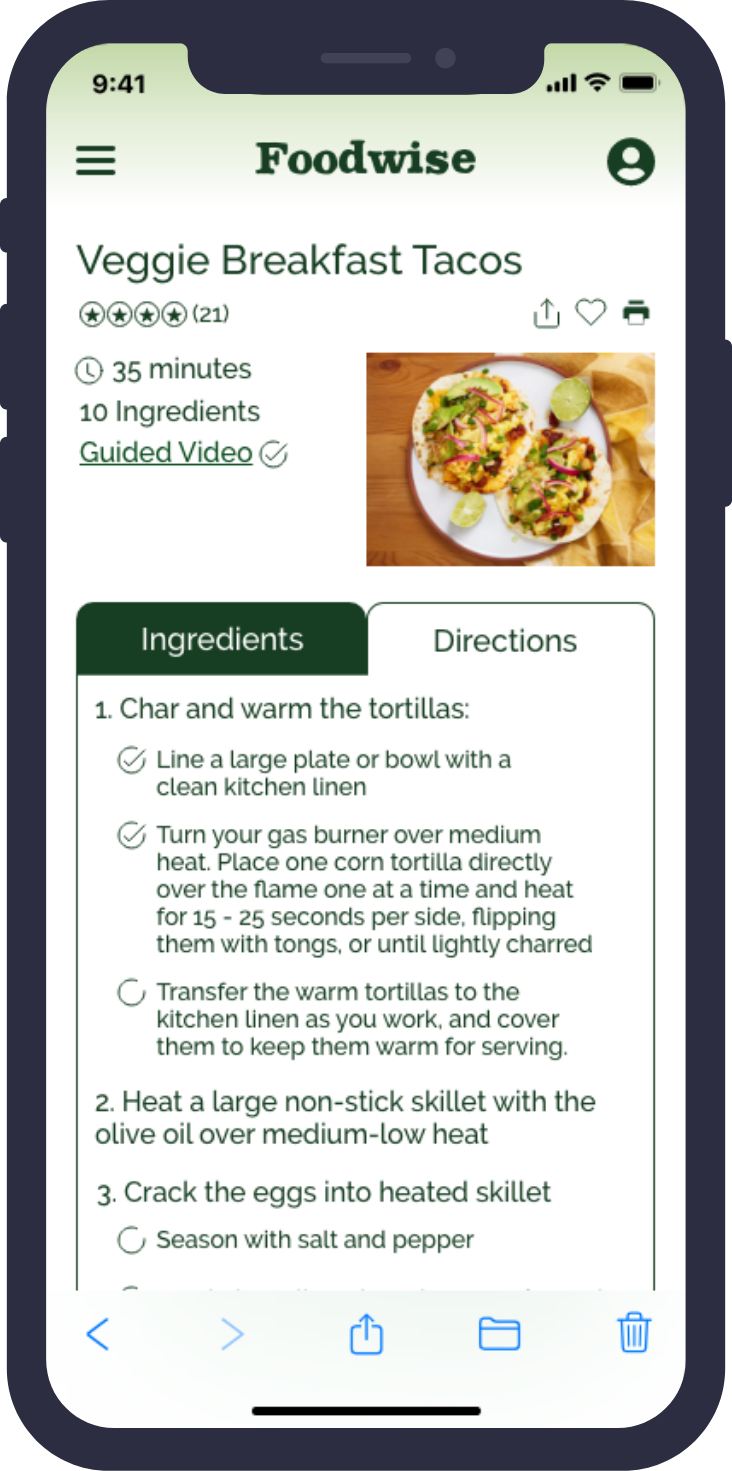 9:41
Foodwise
Veggie Breakfast Tacos
(21)
35 minutes
10 Ingredients
Guided Video
Ingredients
Directions
1. Char and warm the tortillas:
Line a large plate or bowl with a
clean kitchen linen
Turn your gas burner over medium
heat. Place one corn tortilla directly
over the flame one at a time and heat
for 15 - 25 seconds per side, flipping
them with tongs, or until lightly charred
Transfer the warm tortillas to the
kitchen linen as you work, and cover
them to keep them warm for serving.
2. Heat a large non-stick skillet with the
olive oil over medium-low heat
3. Crack the eggs into heated skillet
Season with salt and pepper